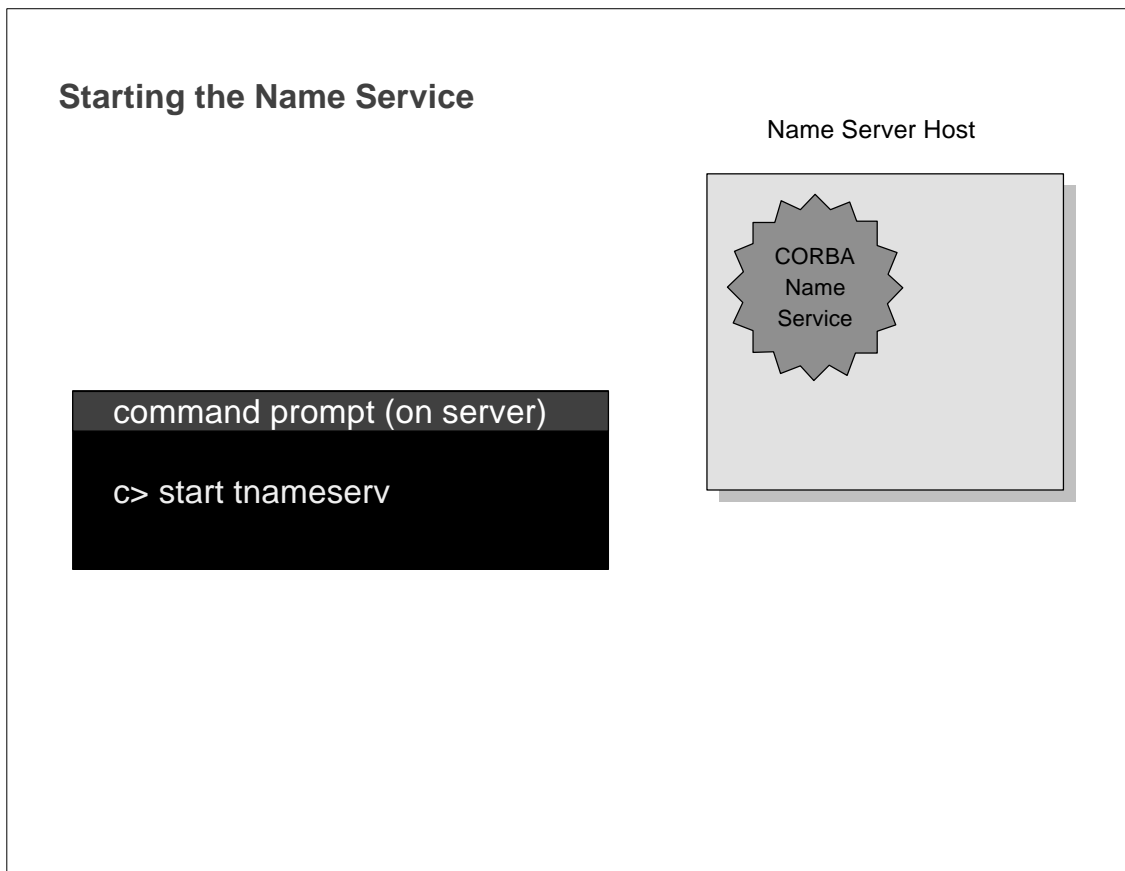 Starting the Name Service
Name Server Host
CORBA
Name
Service
command prompt (on server)
c> start tnameserv